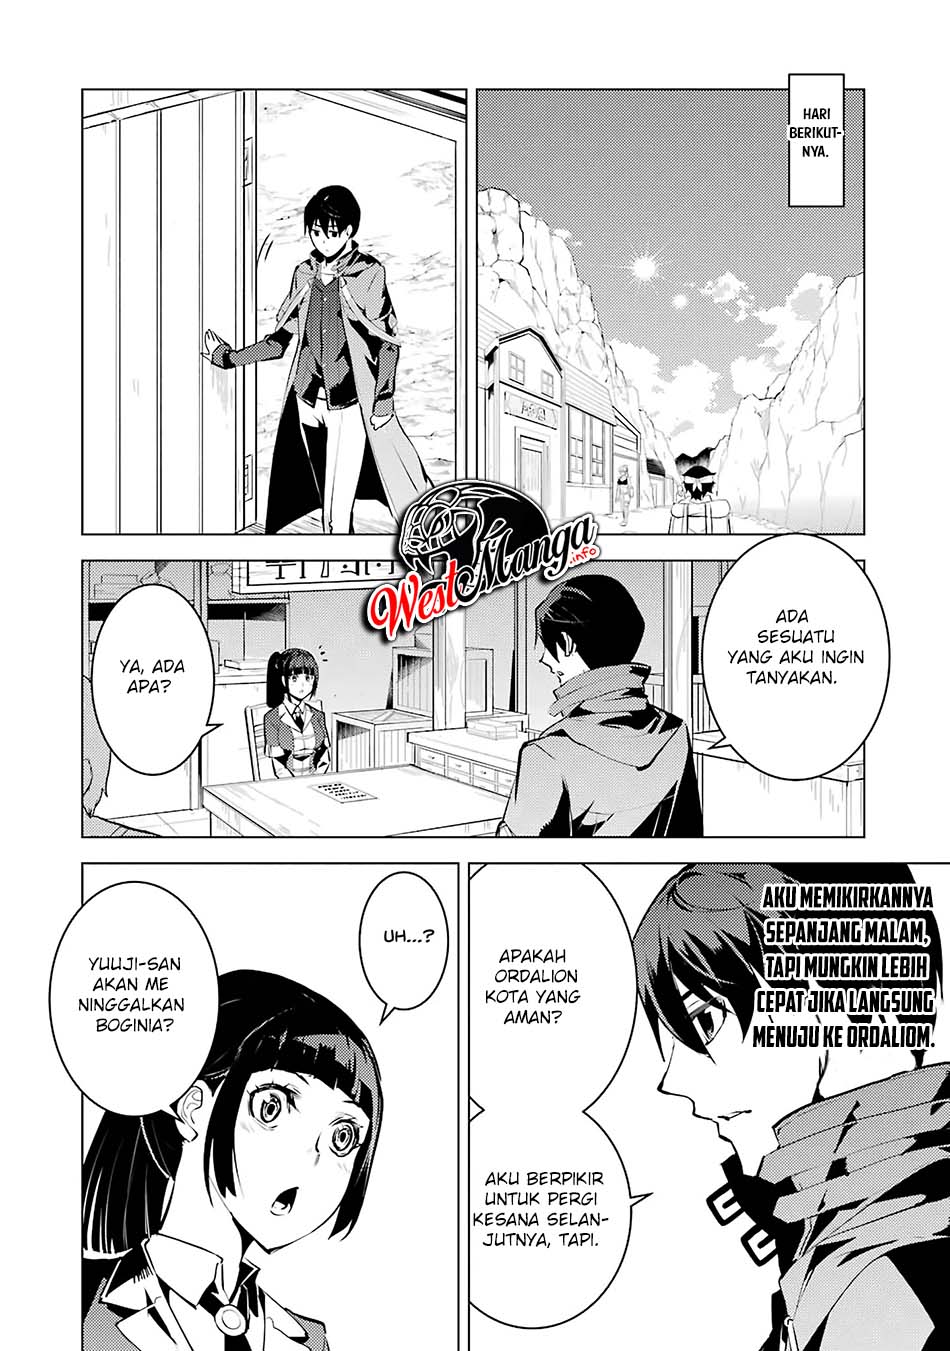 HARI
BERIKUT-
NYA.
ADA
SESUATU
YANG AKU INGIN
TANYAKAN.
YA, ADA
APA?
WestManga
.info
AKU MEMIKIRKANNYA
SEPANJANG MALAM,
TAPI MUNGKIN LEBIH
CEPAT JIKA LANGSUNG
MENUJU KE ORDALIOM.
APAKAH
ORDALION
KOTA YANG
AMAN?
AKU BERPIKIR
UNTUK PERGI
KESANA SELAN-
JUTNYA, TAPI.
UH...?
YUUJI-SAN
AKAN ME
NINGGALKAN
BOGINIA?